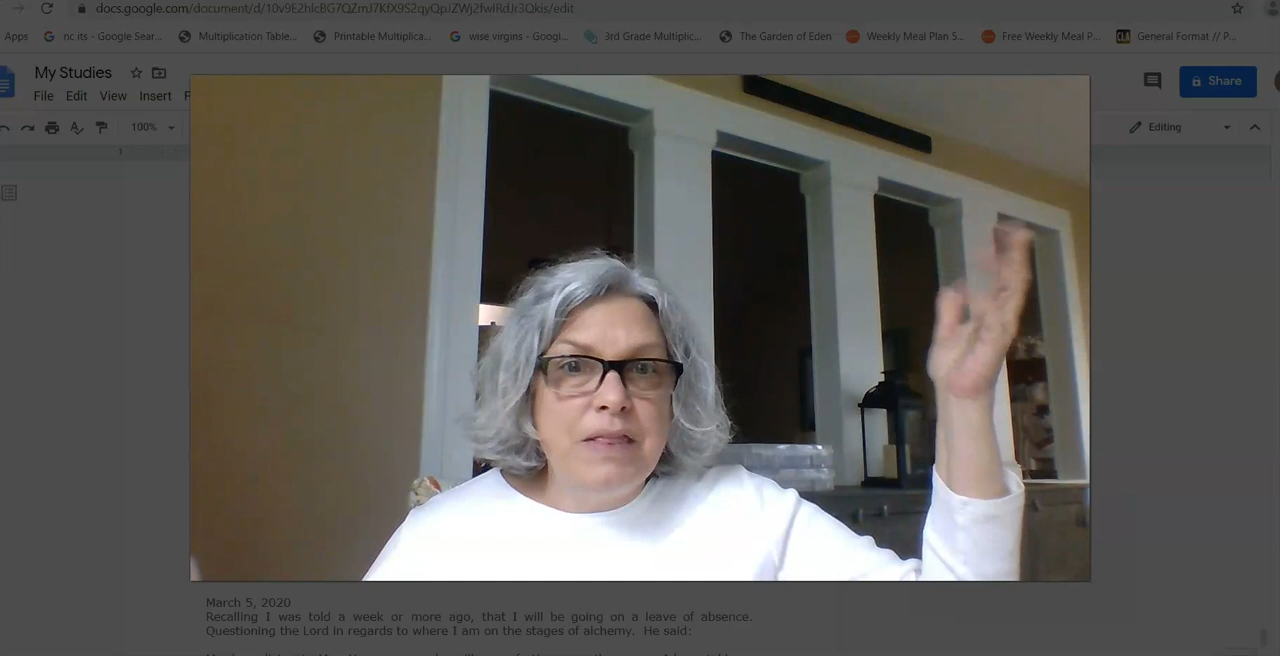 docs.google.com/document/d/10v9E2hlcBG7QZmJ7KfX9S2qyQpJZWj2fwIRdJr3Qkis/edit
Apps nc its - Google Sear... Multiplication Table... Printable Multiplica... wise virgins - Googl... 3rd Grade Multiplic... The Garden of Eden Weekly Meal Plan S... Free Weekly Meal P... CLA General Format // P...
My Studies
Share
File Edit View Insert F
100% Editing
1
March 5, 2020
Recalling I was told a week or more ago, that I will be going on a leave of absence.
Questioning the Lord in regards to where I am on the stages of alchemy. He said: